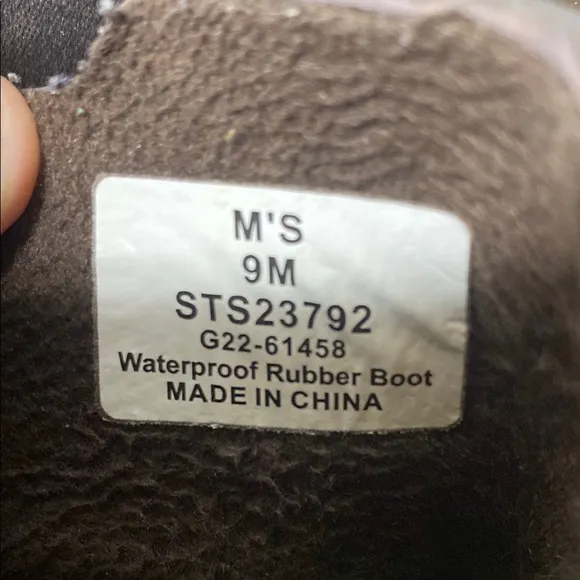 M'S
9M
STS23792
G22-61458
Waterproof Rubber Boot
MADE IN CHINA